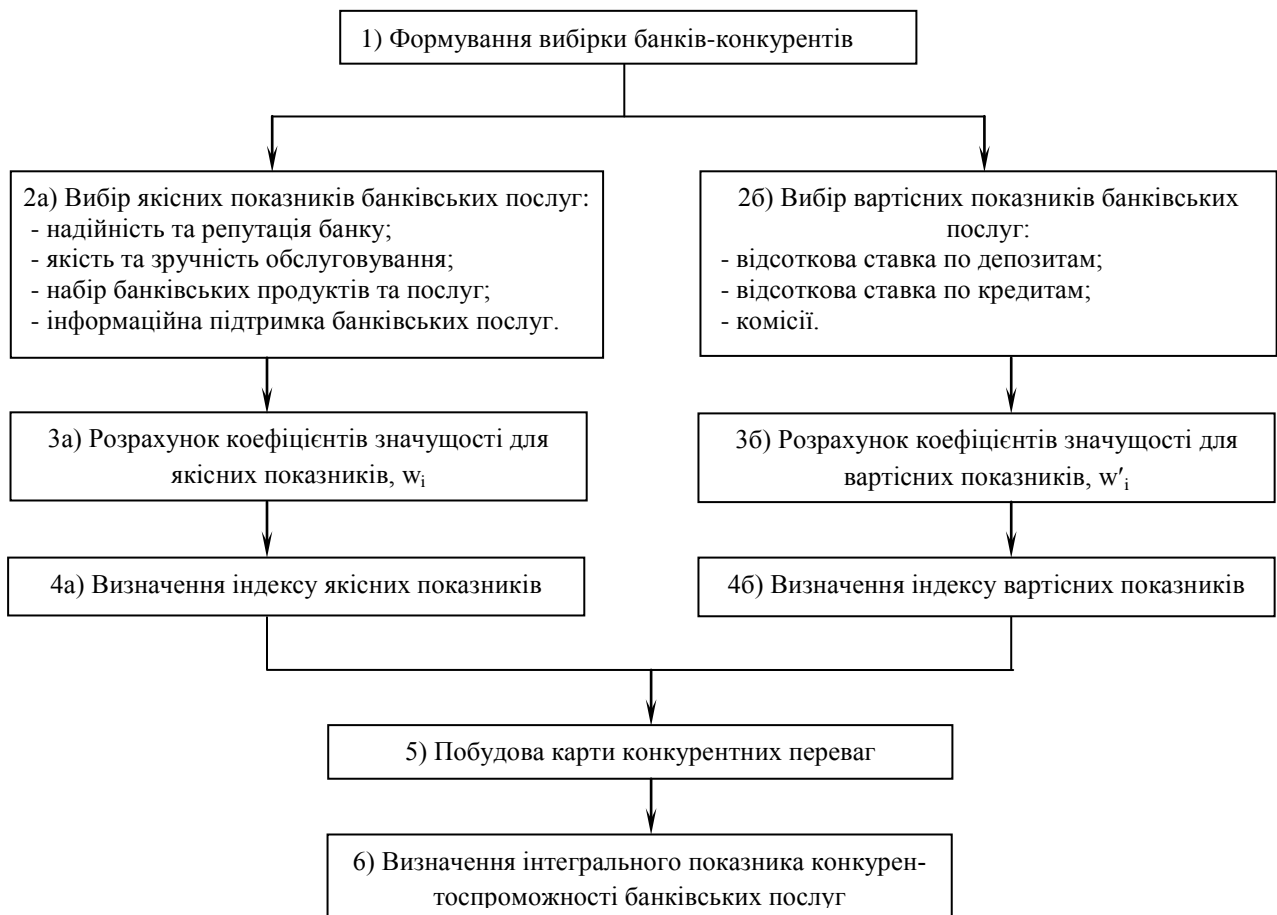 1) Формування вибірки банків-конкурентів
2а) Вибір якісних показників банківських послуг:
- надійність та репутація банку;
- якість та зручність обслуговування;
- набір банківських продуктів та послуг;
- інформаційна підтримка банківських послуг.
2б) Вибір вартісних показників банківських
послуг:
- відсоткова ставка по депозитам;
- відсоткова ставка по кредитам;
- комісії.
3а) Розрахунок коефіцієнтів значущості для
якісних показників, wᵢ
3б) Розрахунок коефіцієнтів значущості для
вартісних показників, w′ᵢ
4а) Визначення індексу якісних показників
4б) Визначення індексу вартісних показників
5) Побудова карти конкурентних переваг
6) Визначення інтегрального показника конкурен-
тоспроможності банківських послуг